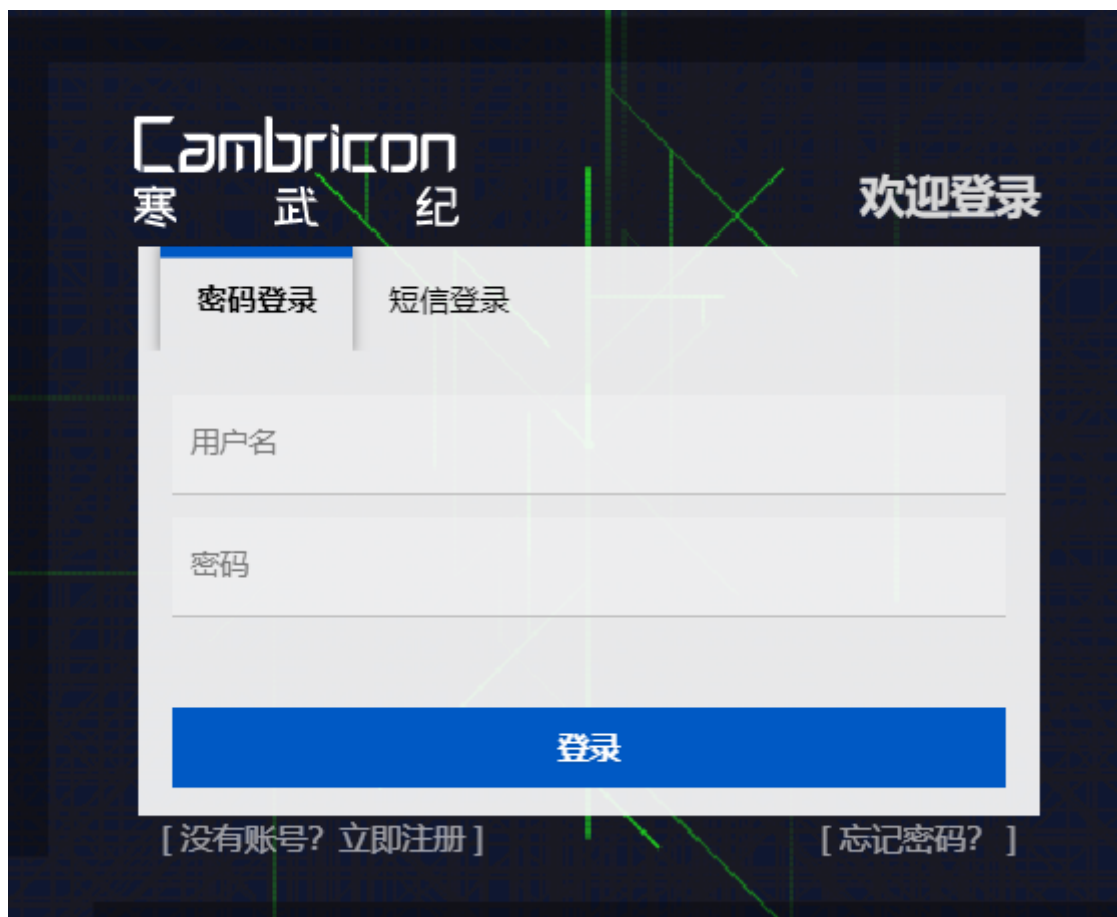 Cambricon
寒武纪
欢迎登录
密码登录 短信登录
用户名
密码
登录
[ 没有账号？立即注册 ] [ 忘记密码？ ]